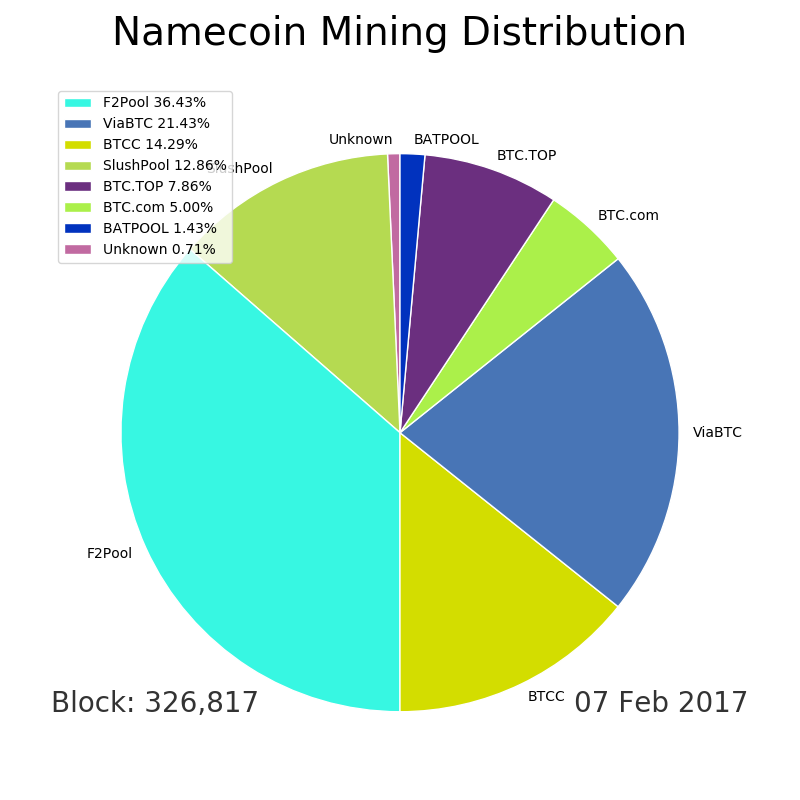 Namecoin Mining Distribution
F2Pool 36.43%
ViaBTC 21.43%
BTCC 14.29%
SlushPool 12.86%
BTC.TOP 7.86%
BTC.com 5.00%
BATPOOL 1.43%
Unknown 0.71%
Unknown
BATPOOL
BTC.TOP
SlushPool
BTC.com
ViaBTC
F2Pool
BTCC
Block: 326,817
07 Feb 2017